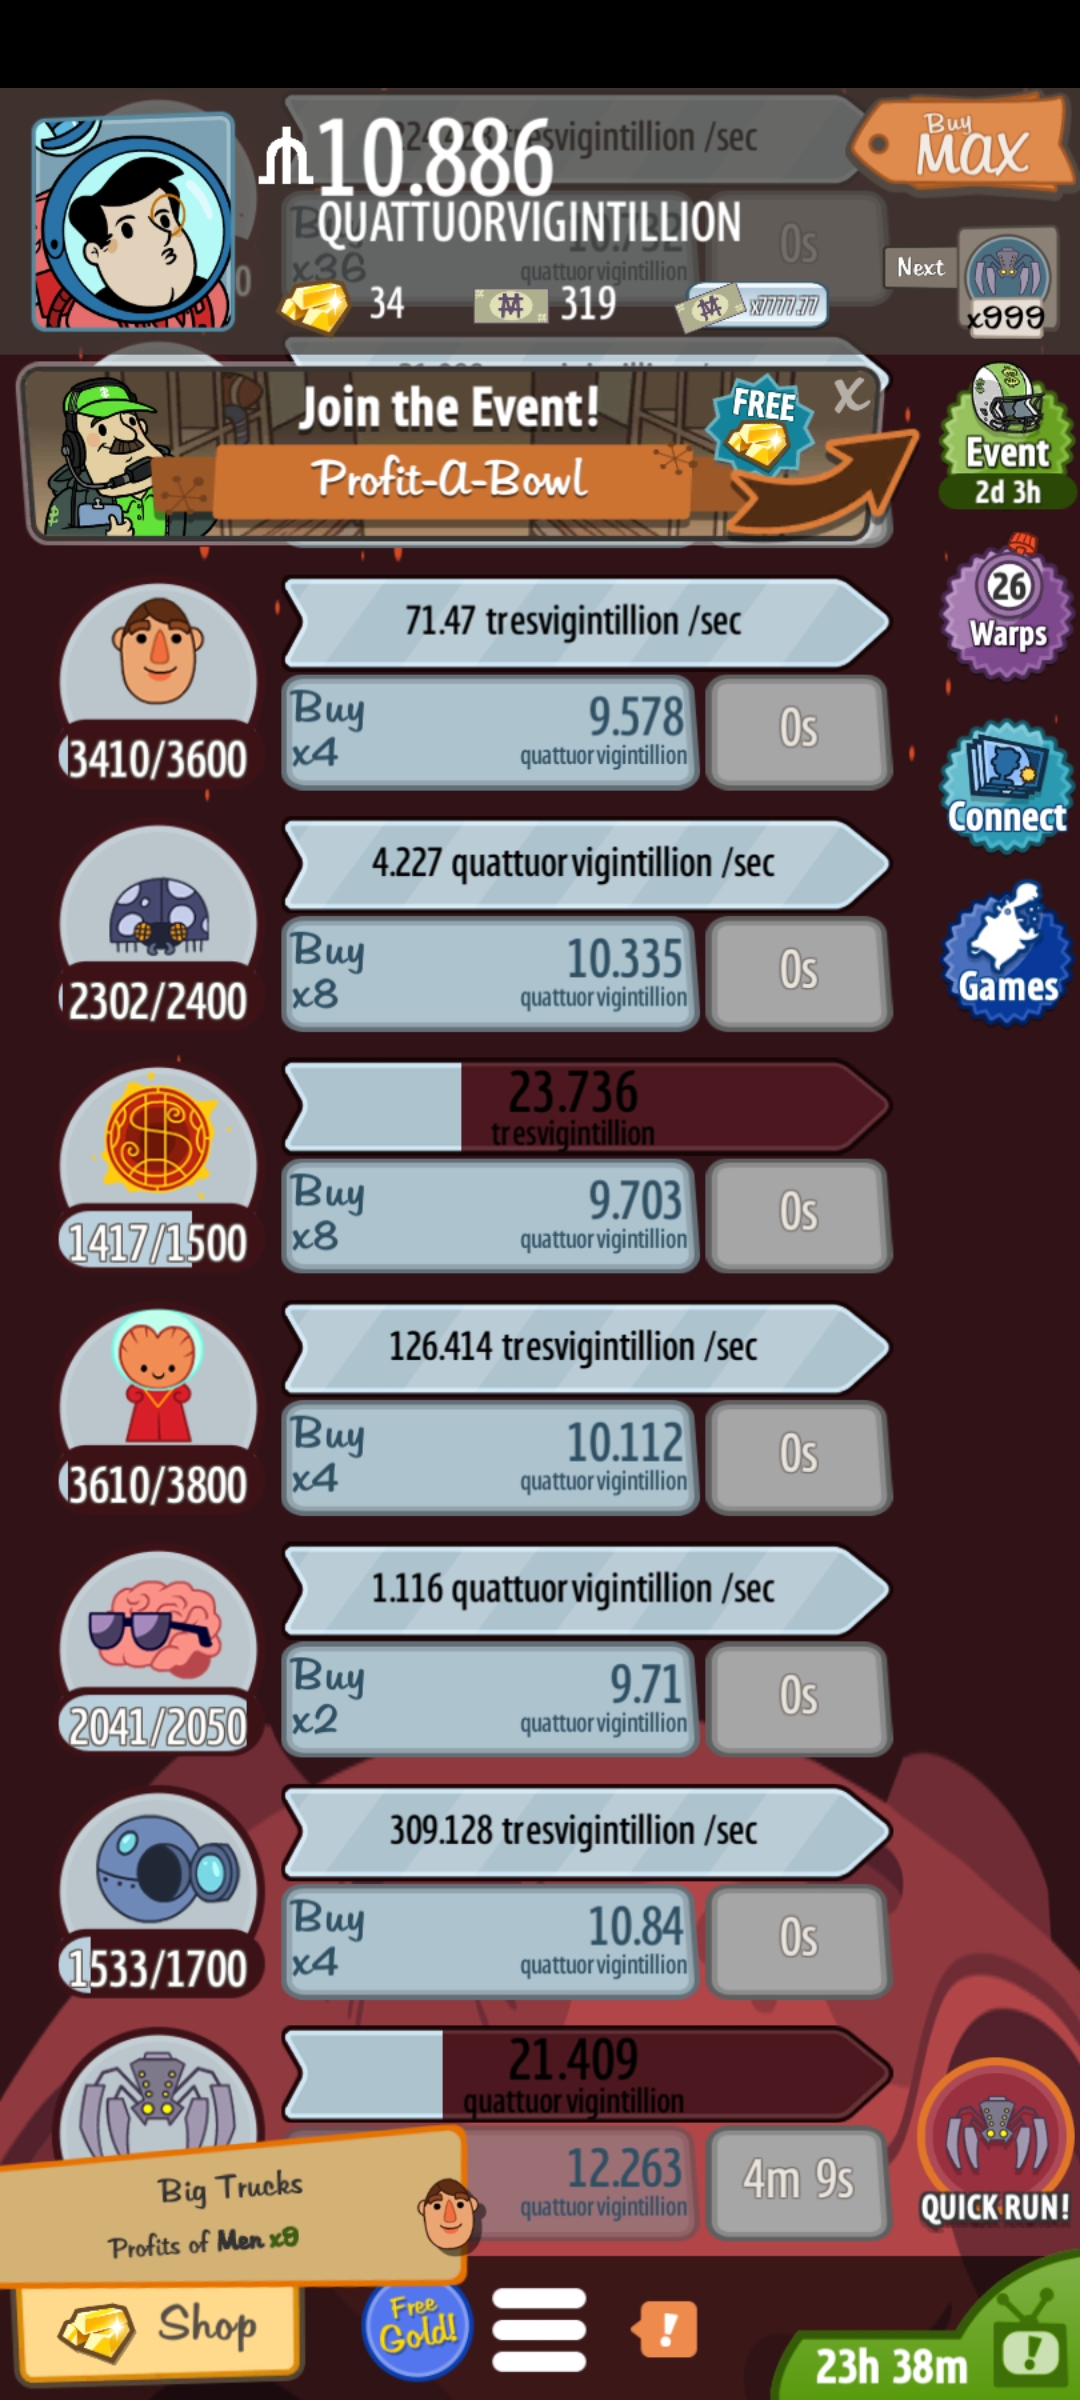 tresvigintillion /sec
₼10.886
QUATTUORVIGINTILLION
Buy
MAX
x36
10.732
quattuorvigintillion
0s
Next
x999
34
319
x7777.77
Join the Event!
FREE
X
Profit-A-Bowl
Event
2d 3h
26
Warps
Connect
Games
71.47 tresvigintillion /sec
3410/3600
Buy
x4
9.578
quattuorvigintillion
0s
4.227 quattuorvigintillion /sec
2302/2400
Buy
x8
10.335
quattuorvigintillion
0s
23.736
tresvigintillion
1417/1500
Buy
x8
9.703
quattuorvigintillion
0s
126.414 tresvigintillion /sec
3610/3800
Buy
x4
10.112
quattuorvigintillion
0s
1.116 quattuorvigintillion /sec
2041/2050
Buy
x2
9.71
quattuorvigintillion
0s
309.128 tresvigintillion /sec
1533/1700
Buy
x4
10.84
quattuorvigintillion
0s
21.409
quattuorvigintillion
12.263
quattuorvigintillion
4m 9s
QUICK RUN!
Big Trucks
Profits of Men x9
Shop
Free
Gold!
!
23h 38m
!